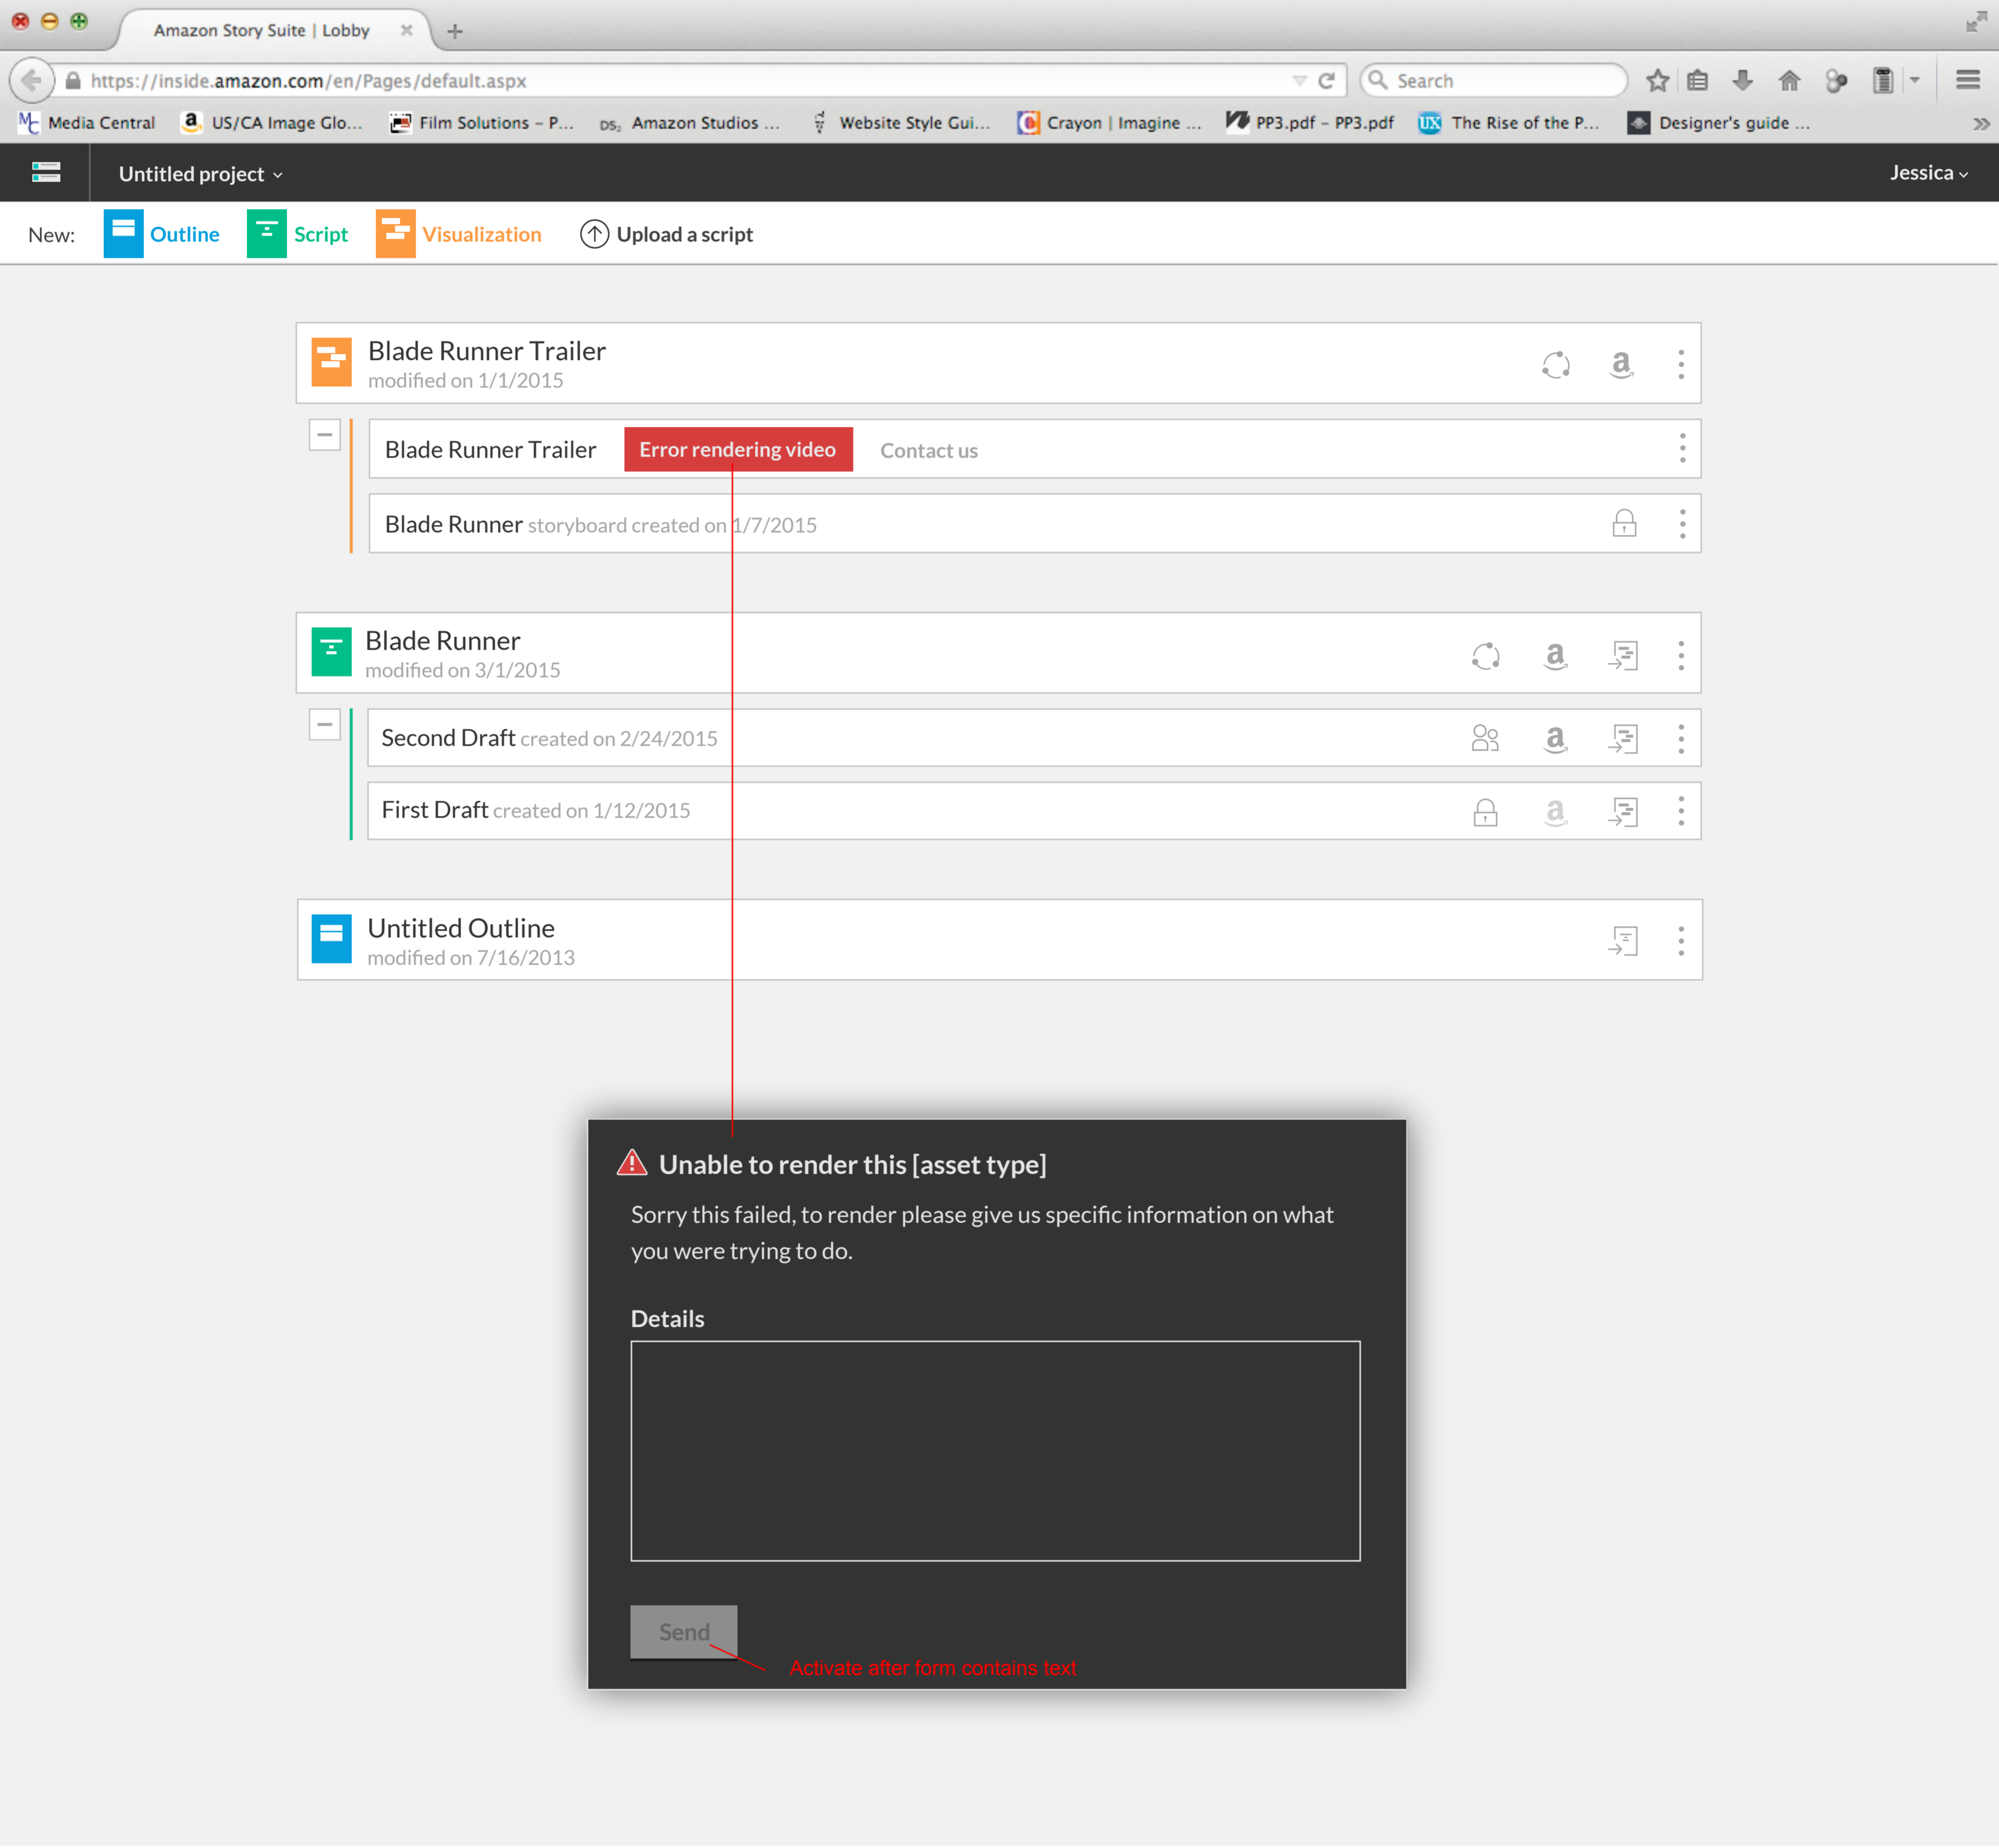 Amazon Story Suite | Lobby
https://inside.amazon.com/en/Pages/default.aspx
Search
MC Media Central
a US/CA Image Glo...
Film Solutions – P...
DS2 Amazon Studios ...
Website Style Gui...
Crayon | Imagine ...
PP3.pdf – PP3.pdf
UX The Rise of the P...
Designer's guide ...
Untitled project
Jessica
New:
Outline
Script
Visualization
Upload a script
Blade Runner Trailer
modified on 1/1/2015
a
Blade Runner Trailer
Error rendering video
Contact us
Blade Runner storyboard created on 1/7/2015
Blade Runner
modified on 3/1/2015
a
Second Draft created on 2/24/2015
a
First Draft created on 1/12/2015
a
Untitled Outline
modified on 7/16/2013
Unable to render this [asset type]
Sorry this failed, to render please give us specific information on what
you were trying to do.
Details
Send
Activate after form contains text